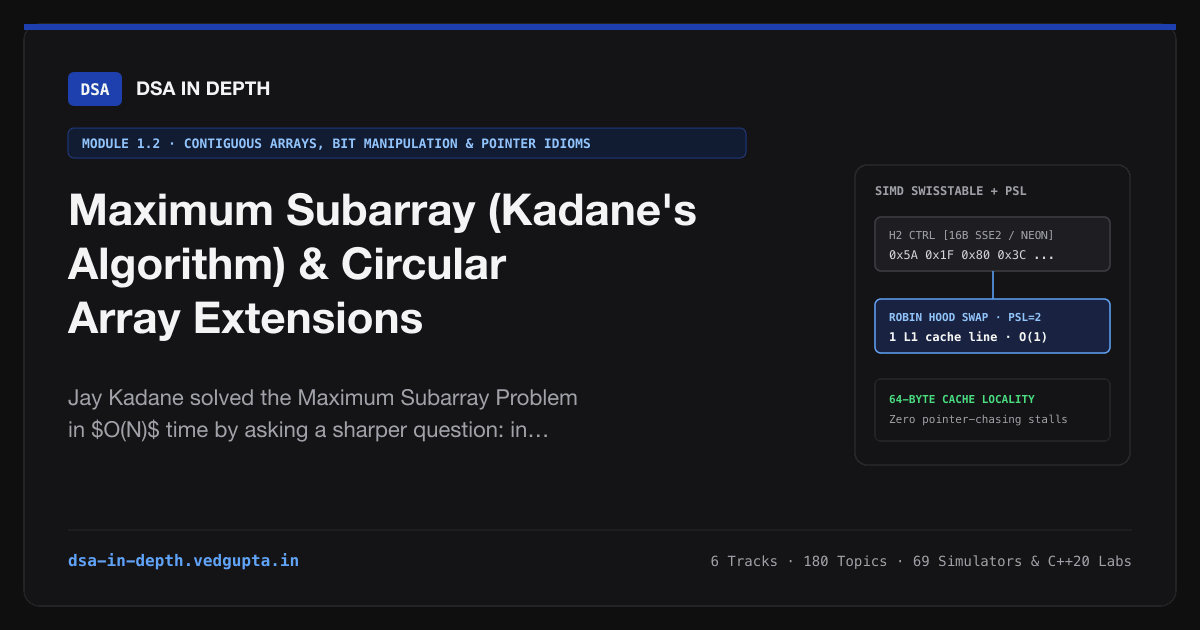 DSA
DSA IN DEPTH
MODULE 1.2 · CONTIGUOUS ARRAYS, BIT MANIPULATION & POINTER IDIOMS
Maximum Subarray (Kadane's
Algorithm) & Circular
Array Extensions
Jay Kadane solved the Maximum Subarray Problem
in $O(N)$ time by asking a sharper question: in…
SIMD SWISSTABLE + PSL
H2 CTRL [16B SSE2 / NEON]
0x5A 0x1F 0x80 0x3C ...
ROBIN HOOD SWAP · PSL=2
1 L1 cache line · O(1)
64-BYTE CACHE LOCALITY
Zero pointer-chasing stalls
dsa-in-depth.vedgupta.in
6 Tracks · 180 Topics · 69 Simulators & C++20 Labs